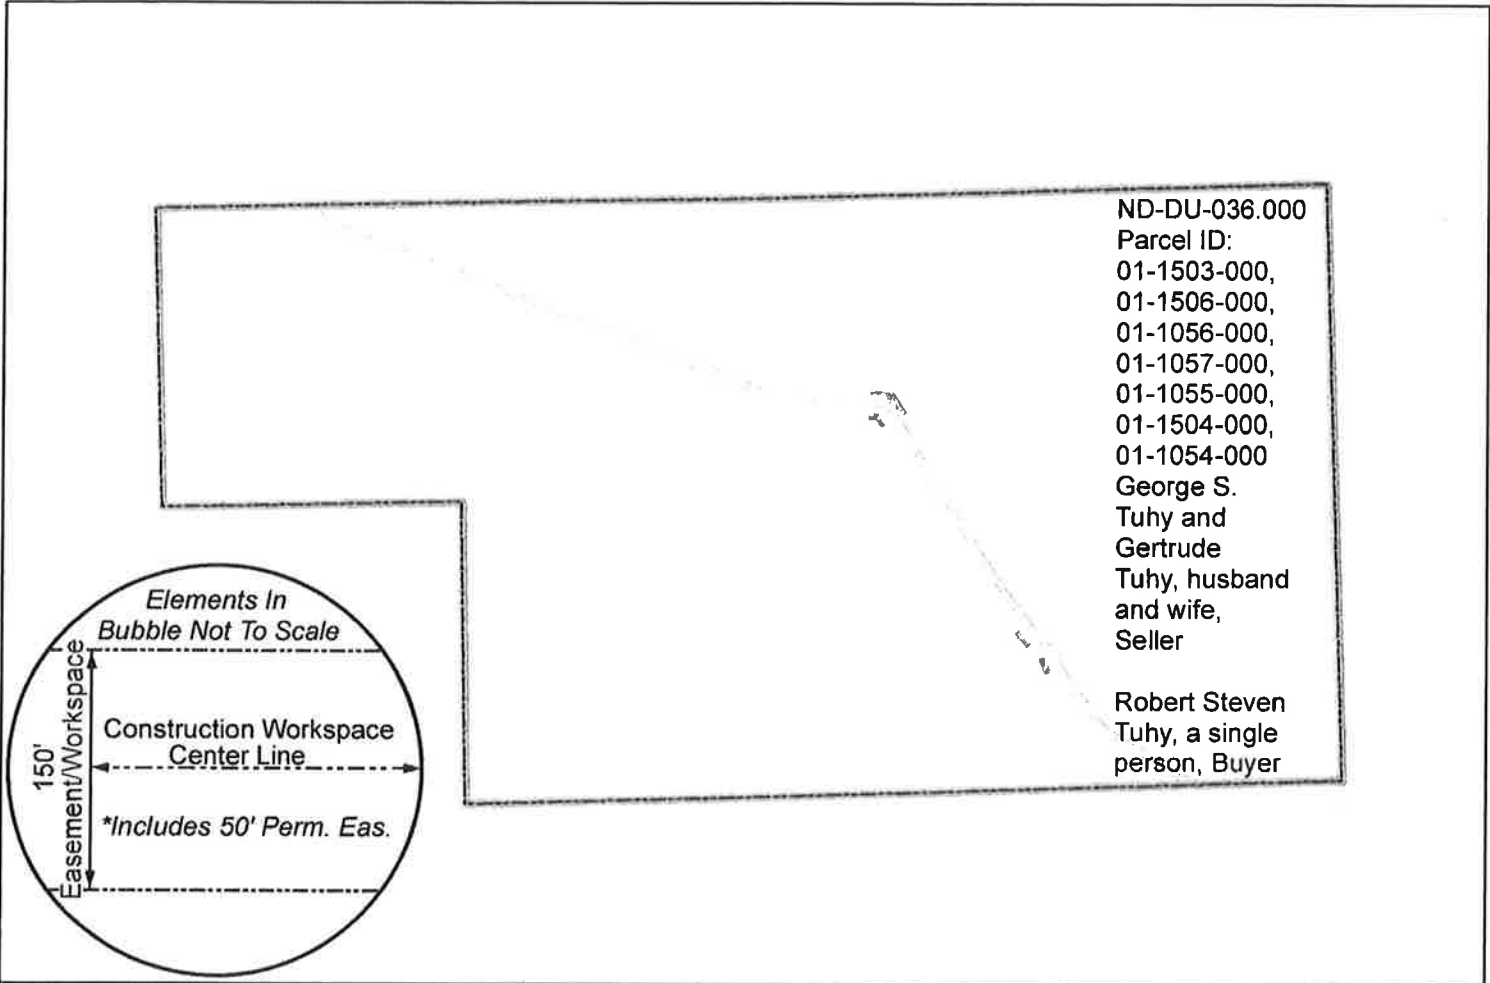 ND-DU-036.000
Parcel ID:
01-1503-000,
01-1506-000,
01-1056-000,
01-1057-000,
01-1055-000,
01-1504-000,
01-1054-000
George S.
Tuhy and
Gertrude
Tuhy, husband
and wife,
Seller
Robert Steven
Tuhy, a single
person, Buyer
Elements In
Bubble Not To Scale
150'
Easement/Workspace
Construction Workspace
Center Line
*Includes 50' Perm. Eas.